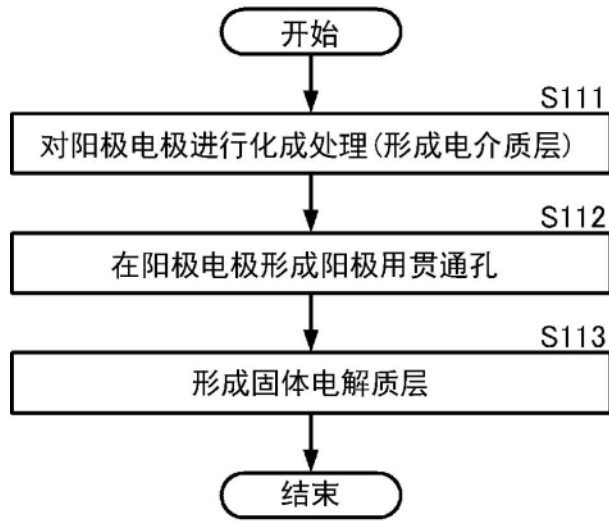 开始
S111
对阳极电极进行化成处理(形成电介质层)
S112
在阳极电极形成阳极用贯通孔
S113
形成固体电解质层
结束